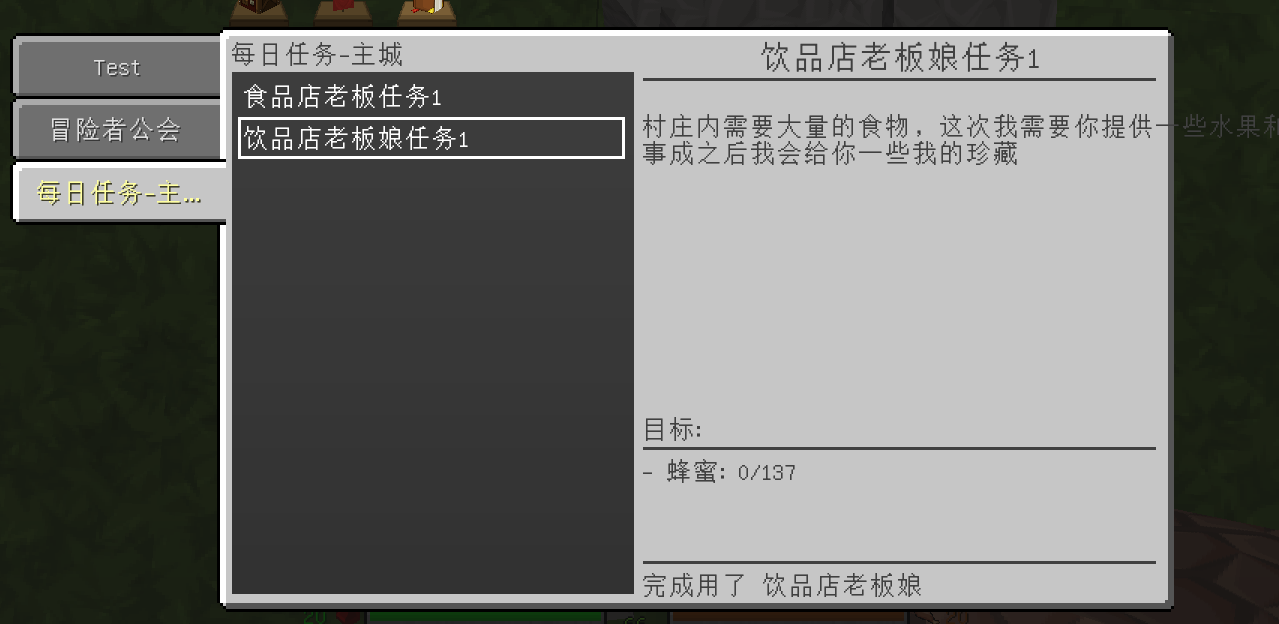 Test
冒险者公会
每日任务-主...
每日任务-主城
食品店老板任务1
饮品店老板娘任务1
饮品店老板娘任务1
村庄内需要大量的食物，这次我需要你提供一些水果和
事成之后我会给你一些我的珍藏
目标:
- 蜂蜜: 0/137
完成用了 饮品店老板娘
20
20